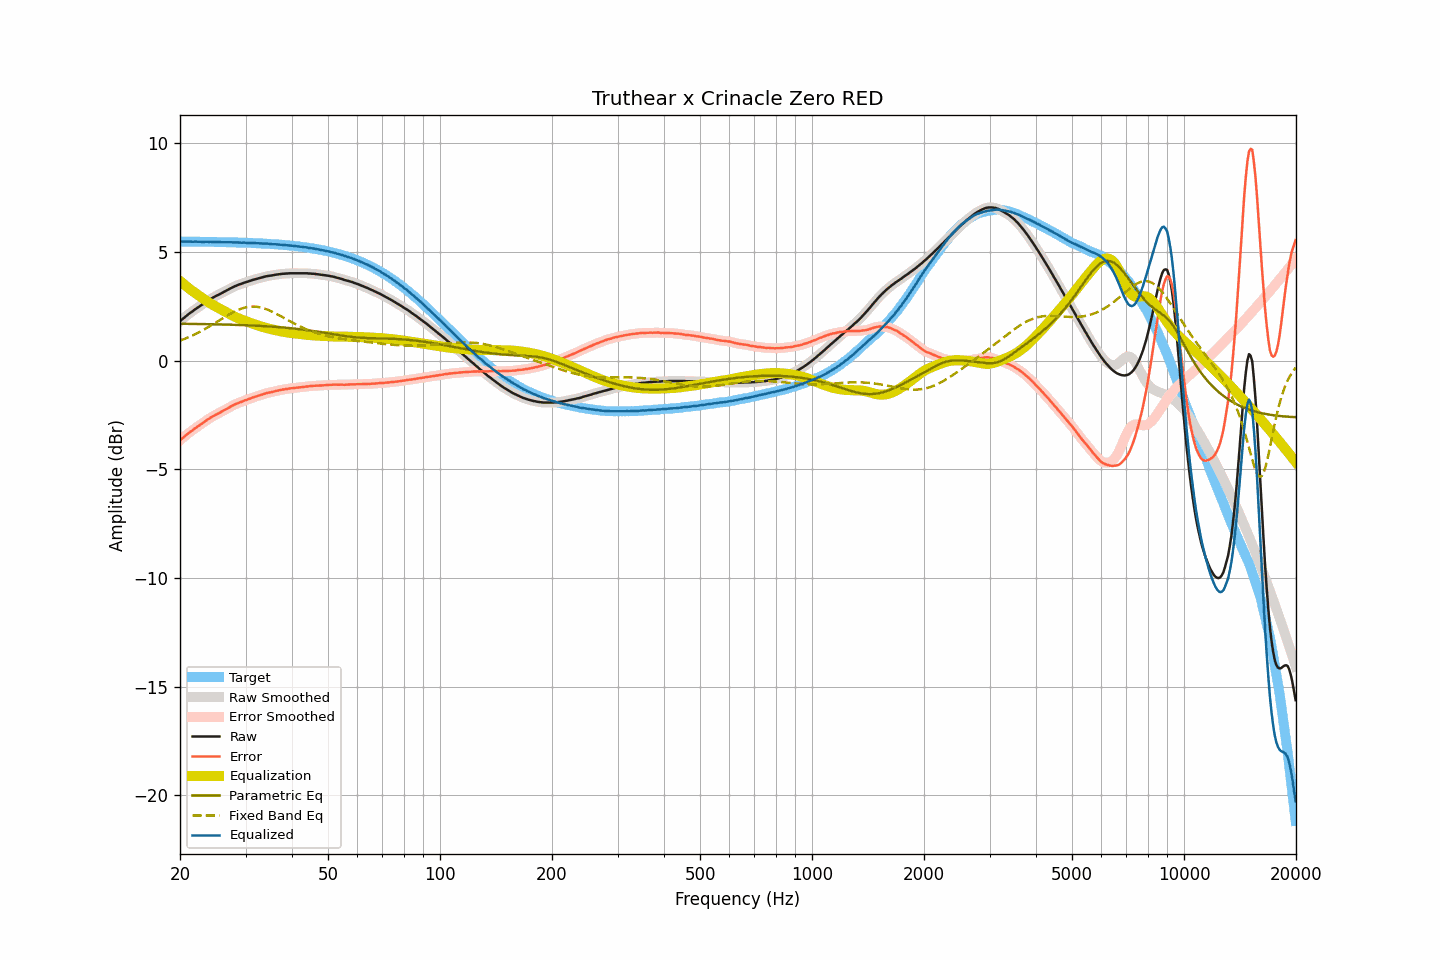 Truthear x Crinacle Zero RED
10
5
0
−5
−10
−15
−20
Amplitude (dBr)
Target
Raw Smoothed
Error Smoothed
Raw
Error
Equalization
Parametric Eq
Fixed Band Eq
Equalized
20 50 100 200 500 1000 2000 5000 10000 20000
Frequency (Hz)